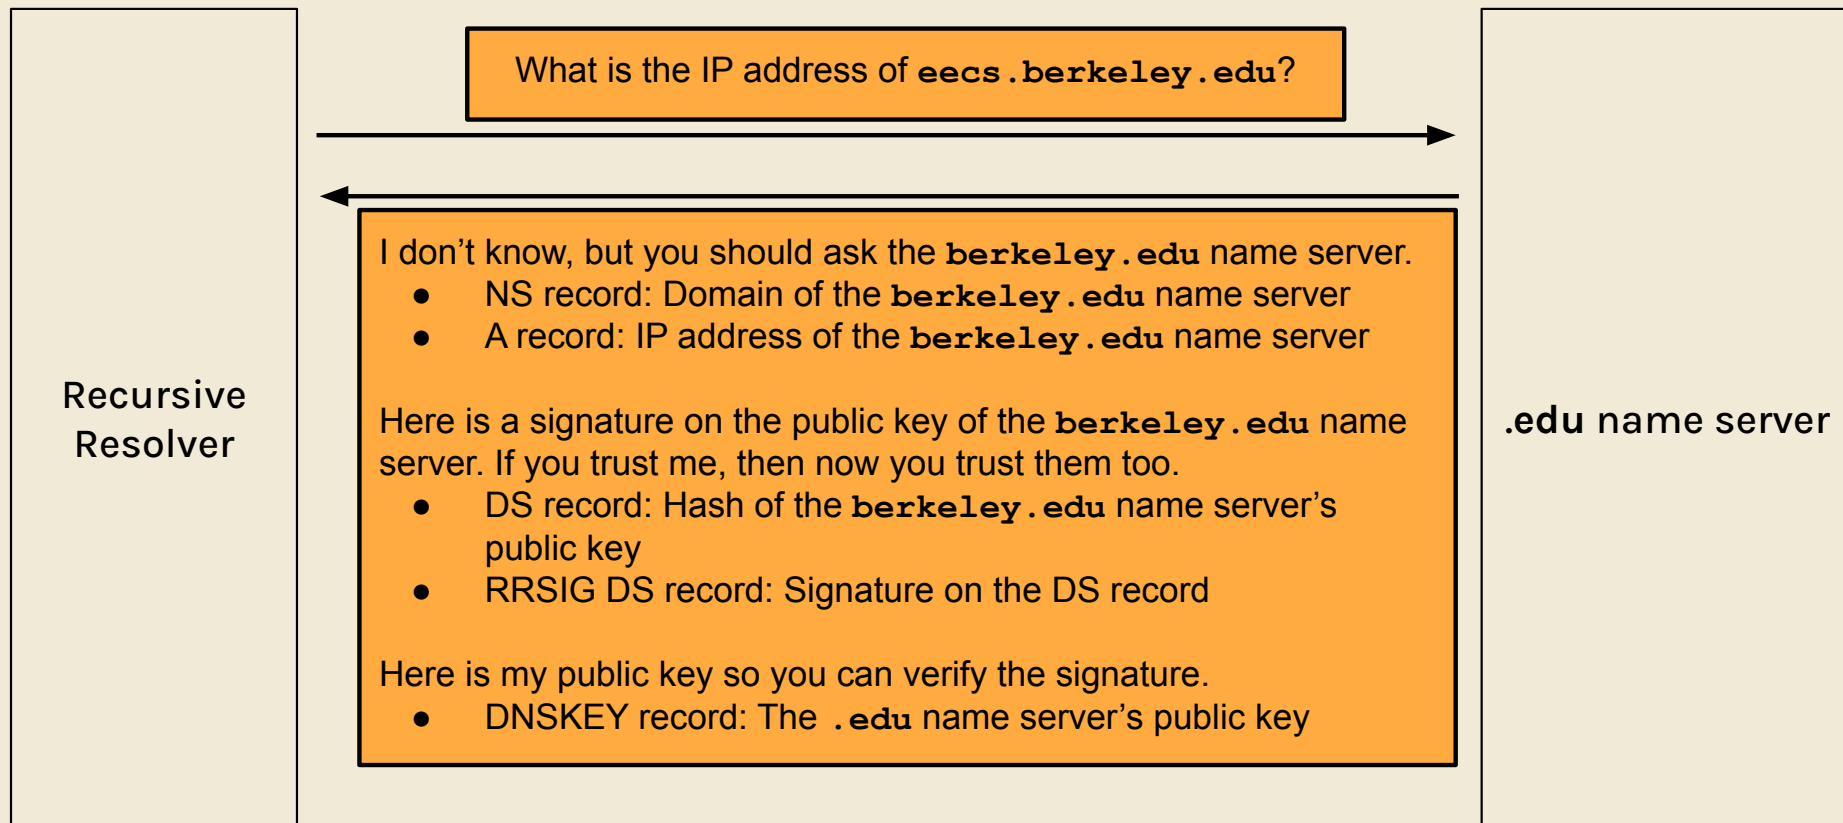 What is the IP address of eecs.berkeley.edu?
I don’t know, but you should ask the berkeley.edu name server.
● NS record: Domain of the berkeley.edu name server
● A record: IP address of the berkeley.edu name server
Here is a signature on the public key of the berkeley.edu name
server. If you trust me, then now you trust them too.
● DS record: Hash of the berkeley.edu name server’s
public key
● RRSIG DS record: Signature on the DS record
Here is my public key so you can verify the signature.
● DNSKEY record: The .edu name server’s public key
Recursive
Resolver
.edu name server